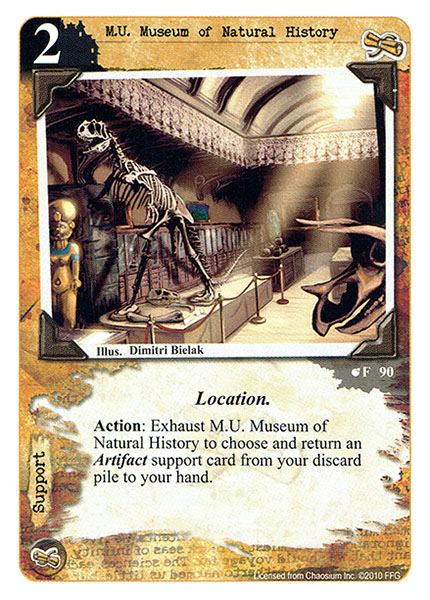 2
M.U. Museum of Natural History
Illus. Dimitri Bielak
F 90
Location.
Action: Exhaust M.U. Museum of
Natural History to choose and return an
Artifact support card from your discard
pile to your hand.
Support
Licensed from Chaosium Inc. ©2010 FFG